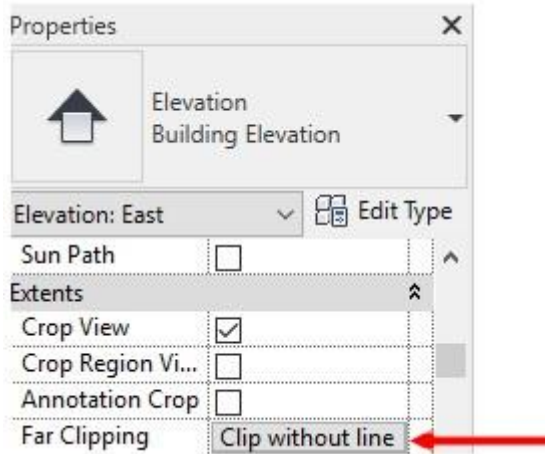 Properties
Elevation
Building Elevation
Elevation: East
Edit Type
Sun Path
Extents
Crop View
Crop Region Vi...
Annotation Crop
Far Clipping Clip without line